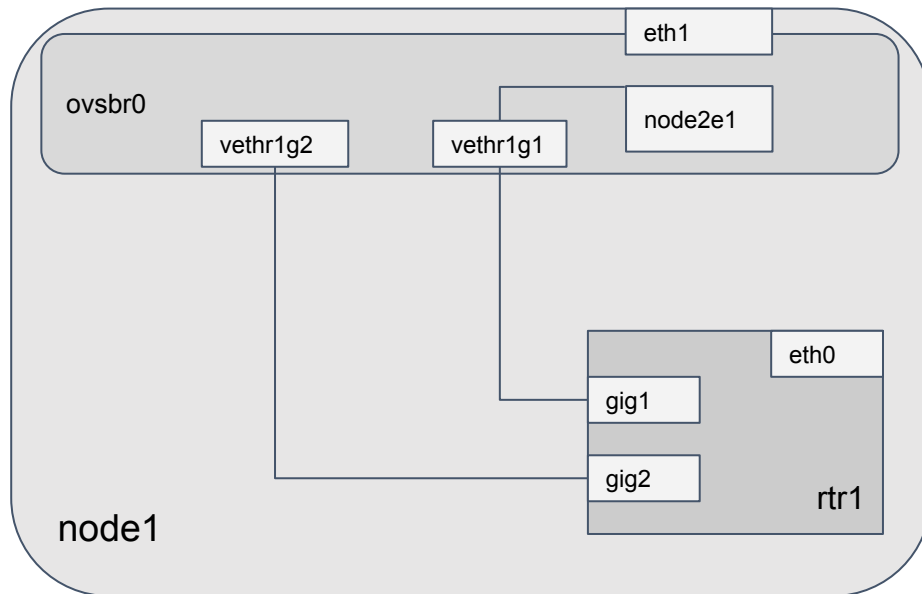 eth1
ovsbr0
node2e1
vethr1g2
vethr1g1
eth0
gig1
gig2
rtr1
node1